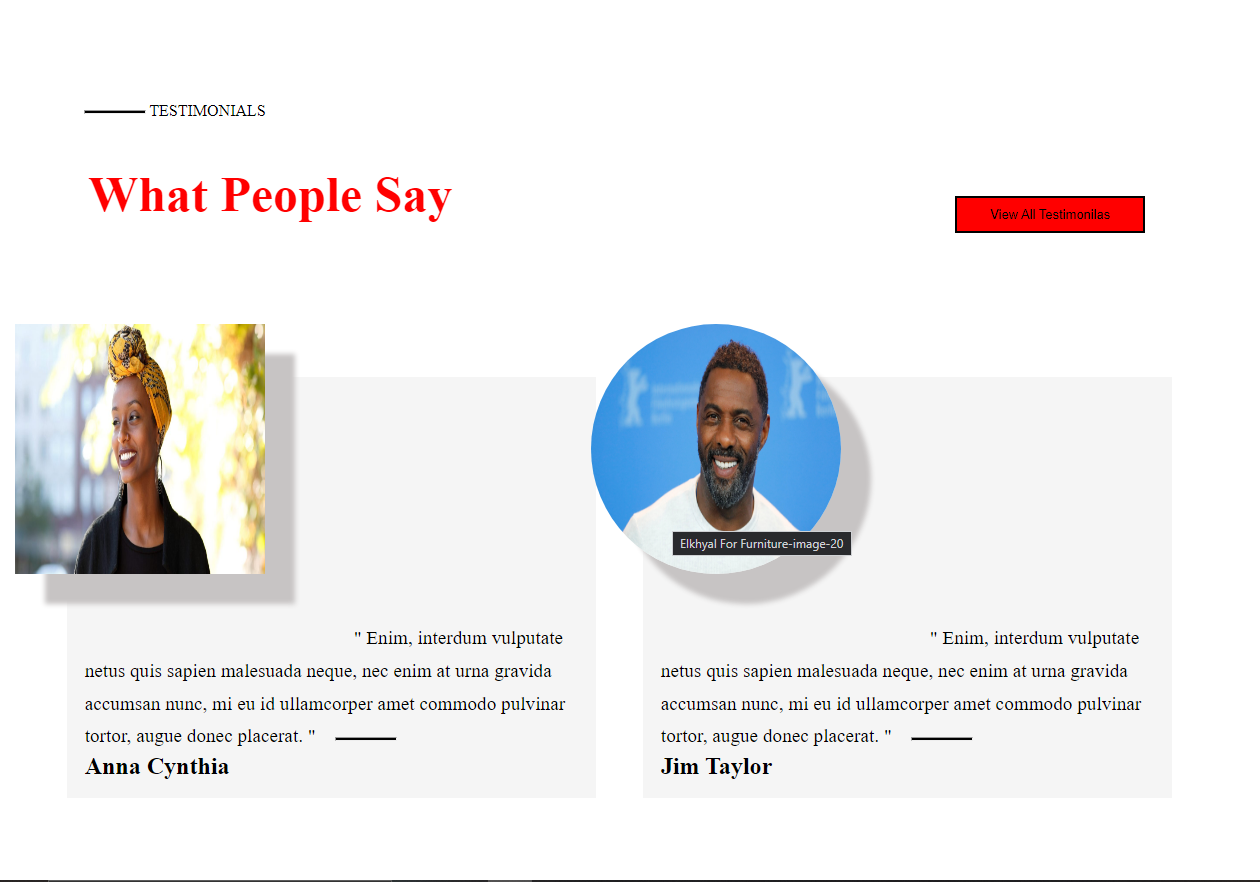 TESTIMONIALS
What People Say
View All Testimonilas
Elkhyal For Furniture-image-20
" Enim, interdum vulputate
netus quis sapien malesuada neque, nec enim at urna gravida
accumsan nunc, mi eu id ullamcorper amet commodo pulvinar
tortor, augue donec placerat. "
Anna Cynthia
" Enim, interdum vulputate
netus quis sapien malesuada neque, nec enim at urna gravida
accumsan nunc, mi eu id ullamcorper amet commodo pulvinar
tortor, augue donec placerat. "
Jim Taylor